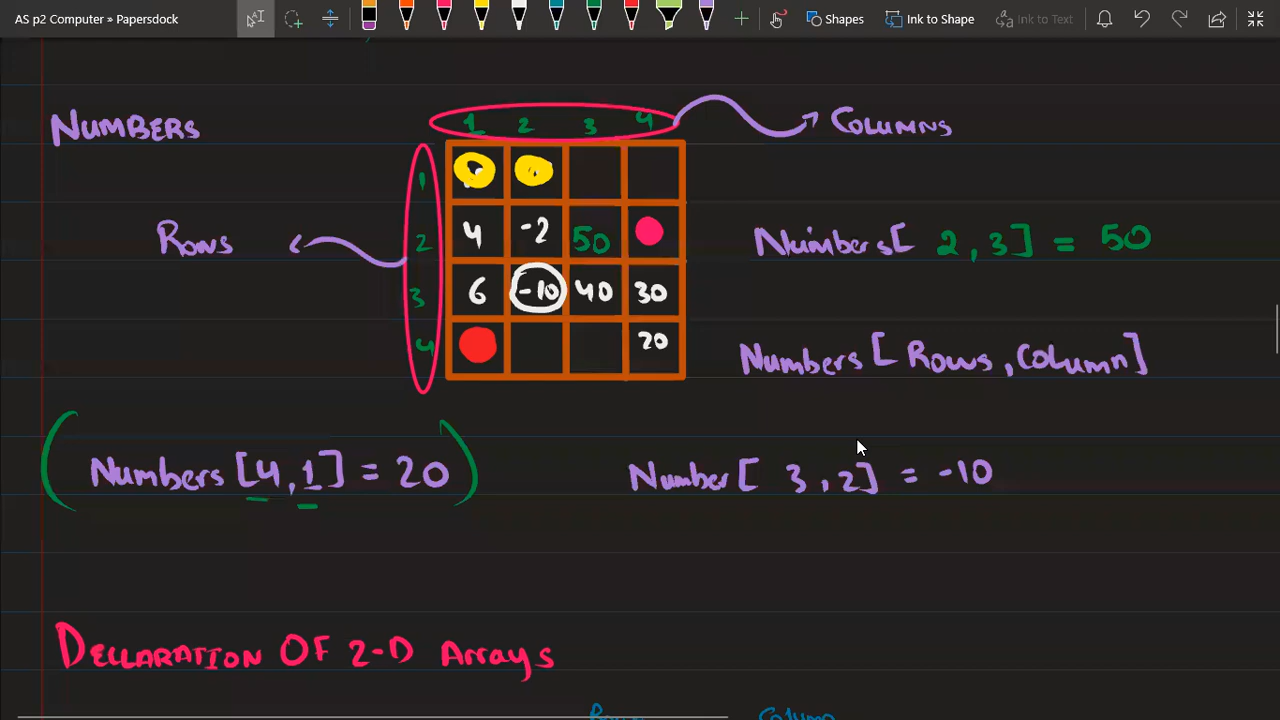 AS p2 Computer » Papersdock
Shapes
Ink to Shape
Ink to Text
NUMBERS
1 2 3 4
COLUMNS
1
Rows
2 4 -2 50
Numbers[ 2,3] = 50
3 6 -10 40 30
4 20
Numbers[Rows,Column]
Numbers[4,1] = 20
Number[ 3,2] = -10
DECLARATION OF 2-D Arrays
Column